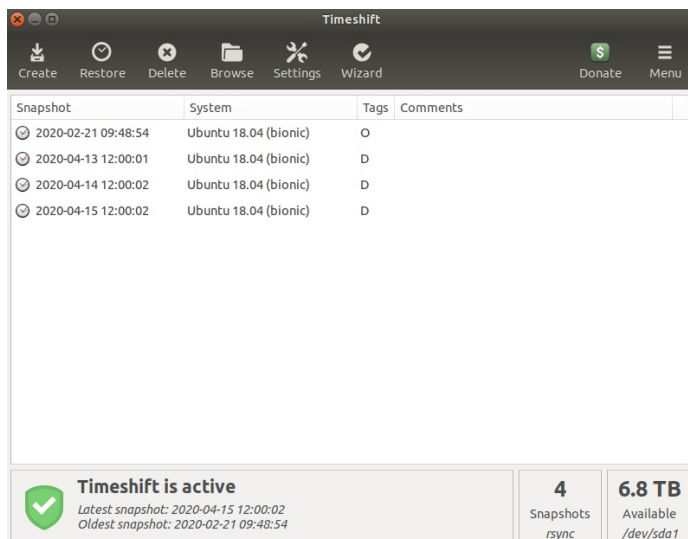 Timeshift
Create Restore Delete Browse Settings Wizard Donate Menu
Snapshot System Tags Comments
2020-02-21 09:48:54 Ubuntu 18.04 (bionic) O
2020-04-13 12:00:01 Ubuntu 18.04 (bionic) D
2020-04-14 12:00:02 Ubuntu 18.04 (bionic) D
2020-04-15 12:00:02 Ubuntu 18.04 (bionic) D
Timeshift is active
Latest snapshot: 2020-04-15 12:00:02
Oldest snapshot: 2020-02-21 09:48:54
4
Snapshots
rsync
6.8 TB
Available
/dev/sda1